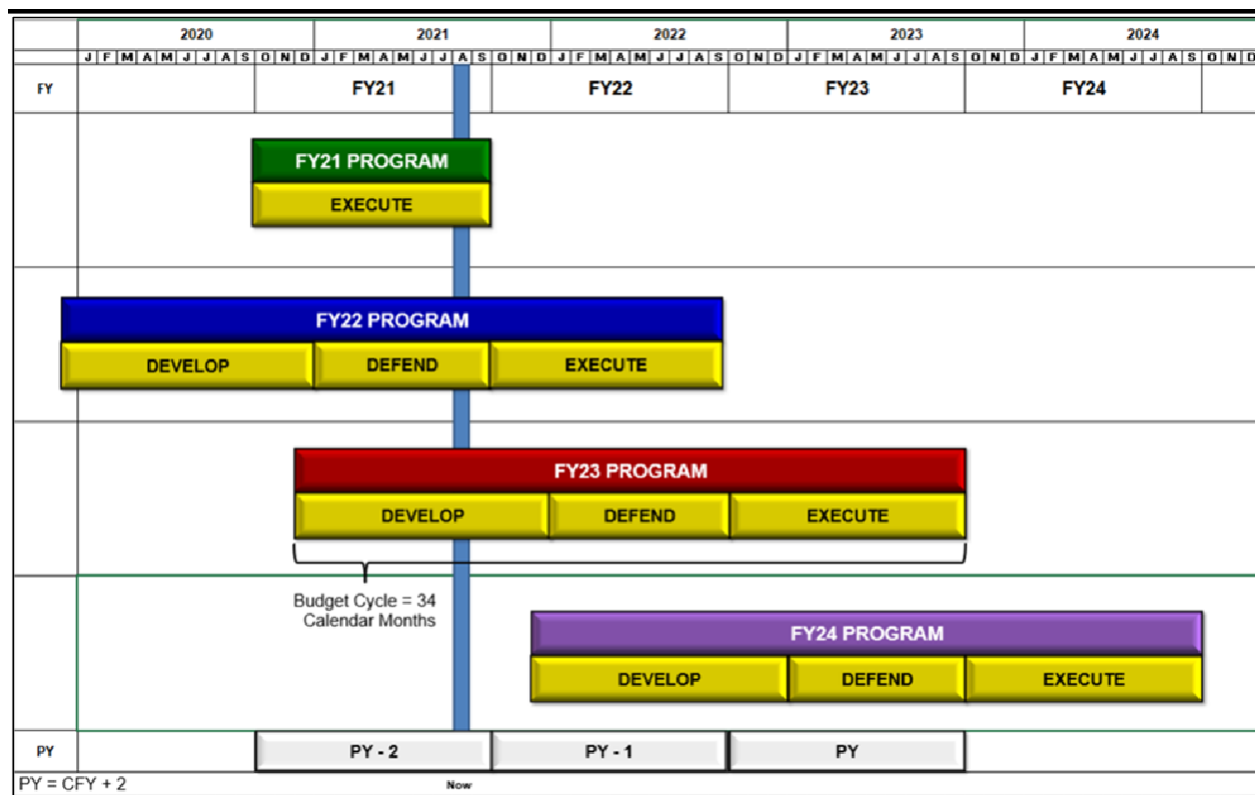 2020 2021 2022 2023 2024
J F M A M J J A S O N D J F M A M J J A S O N D J F M A M J J A S O N D J F M A M J J A S O N D J F M A M J J A S O N D
FY FY21 FY22 FY23 FY24
FY21 PROGRAM
EXECUTE
FY22 PROGRAM
DEVELOP DEFEND EXECUTE
FY23 PROGRAM
DEVELOP DEFEND EXECUTE
Budget Cycle = 34
Calendar Months
FY24 PROGRAM
DEVELOP DEFEND EXECUTE
PY PY - 2 PY - 1 PY
PY = CFY + 2 Now